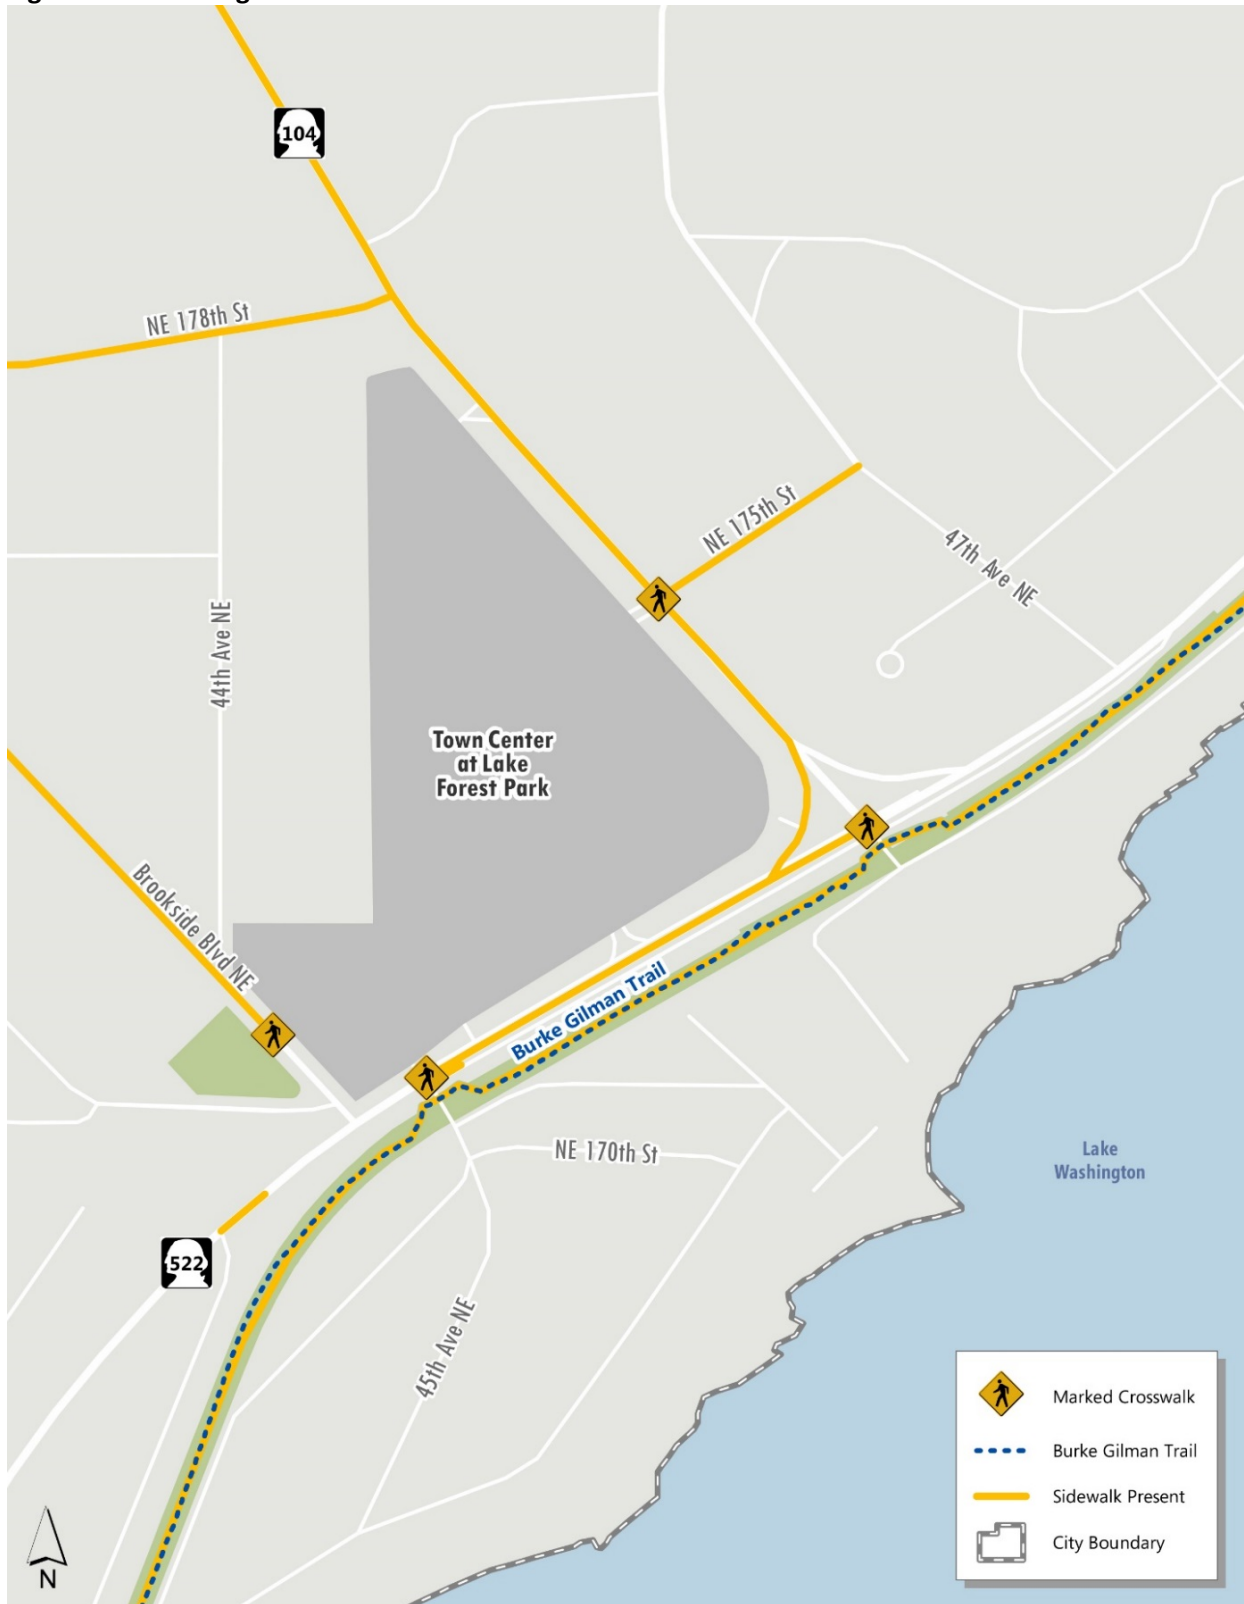 104
NE 178th St
NE 175th St
47th Ave NE
44th Ave NE
Town Center
at Lake
Forest Park
Brookside Blvd NE
Burke Gilman Trail
NE 170th St
Lake
Washington
522
45th Ave NE
Marked Crosswalk
Burke Gilman Trail
Sidewalk Present
City Boundary
N